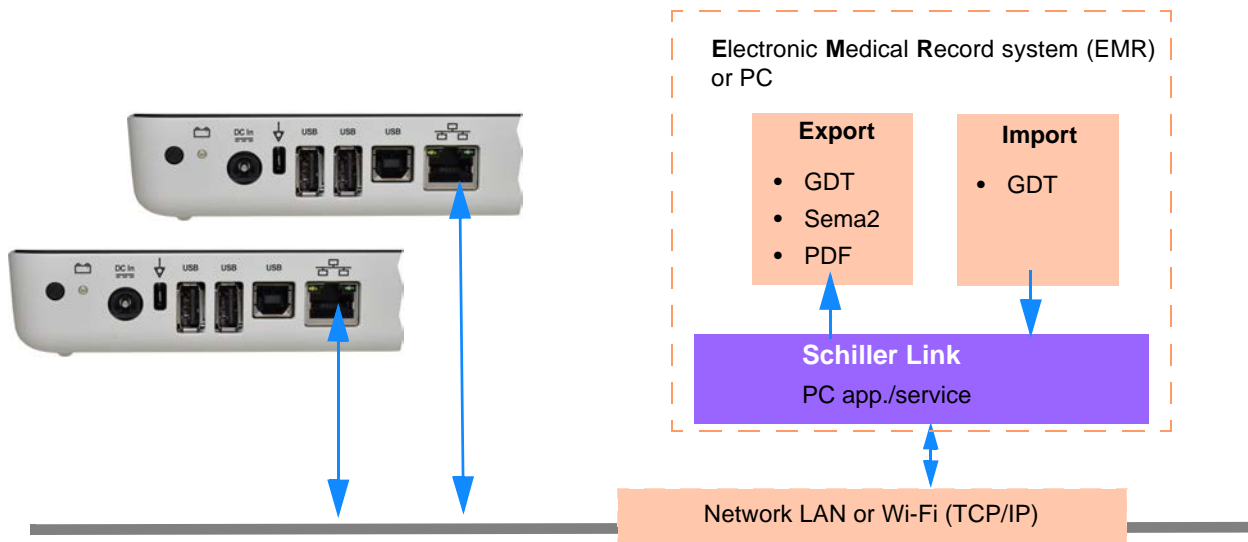 Electronic Medical Record system (EMR)
or PC
Export
• GDT
• Sema2
• PDF
Import
• GDT
DC In
USB
USB
USB
DC In
USB
USB
USB
Schiller Link
PC app./service
Network LAN or Wi-Fi (TCP/IP)